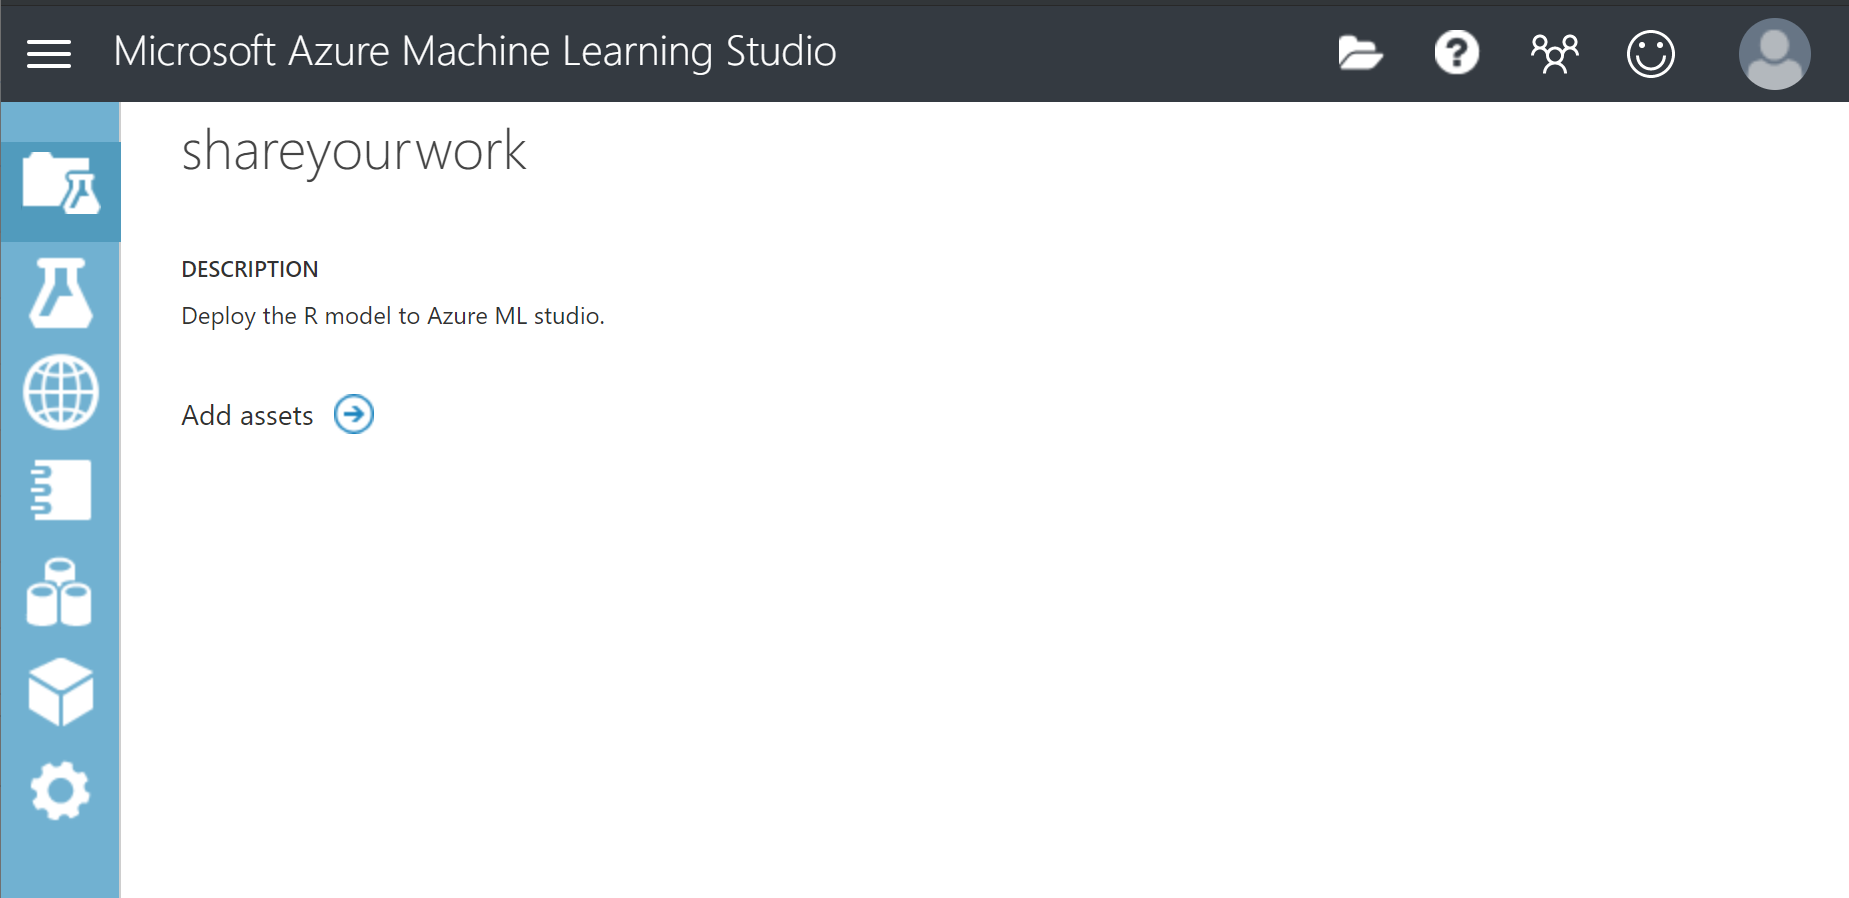 Microsoft Azure Machine Learning Studio
?
shareyourwork
DESCRIPTION
Deploy the R model to Azure ML studio.
Add assets